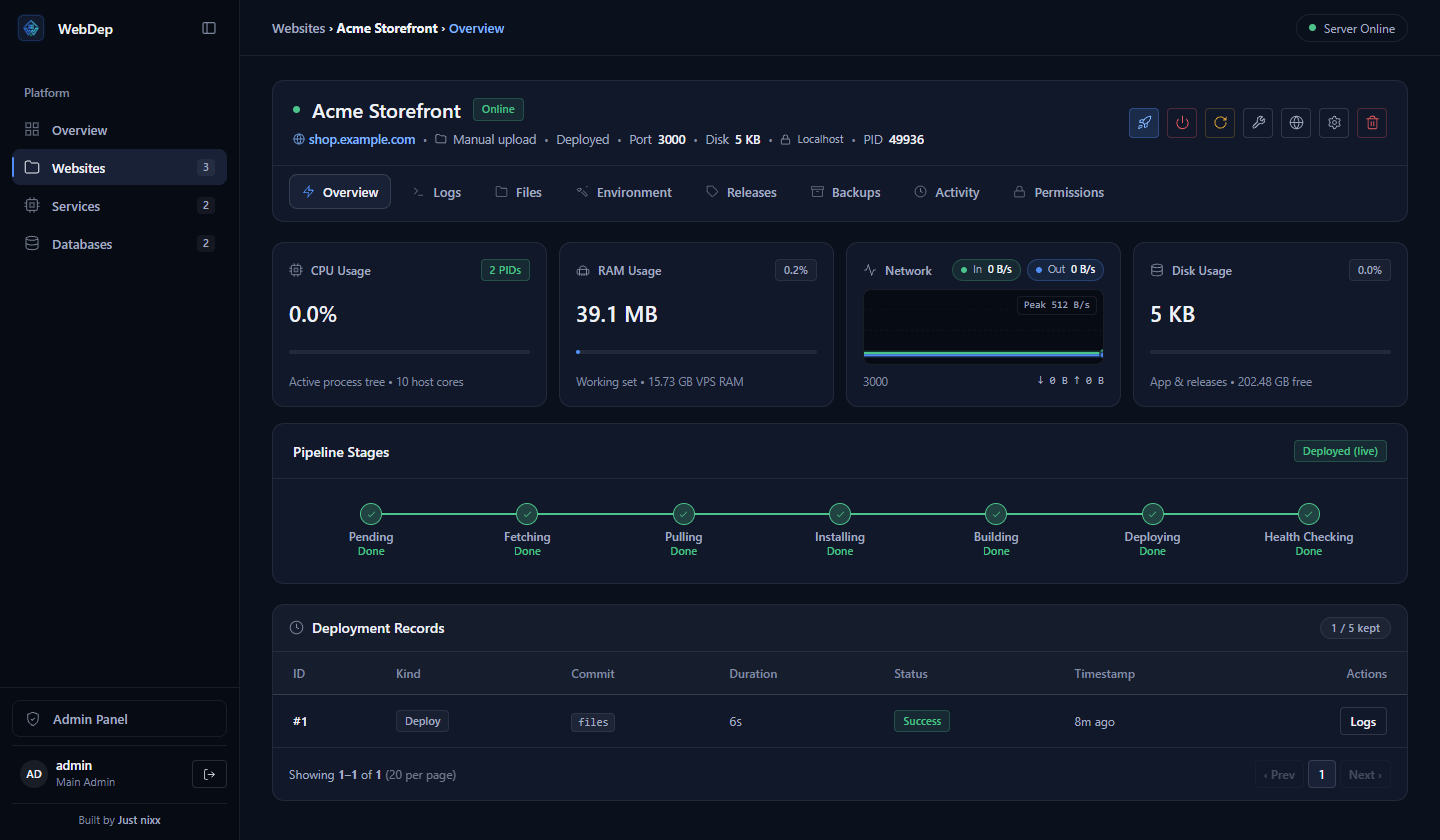 WebDep
Websites › Acme Storefront › Overview
Server Online
Platform
Overview
Websites 3
Services 2
Databases 2
Acme Storefront Online
shop.example.com • Manual upload • Deployed • Port 3000 • Disk 5 KB • Localhost • PID 49936
Overview Logs Files Environment Releases Backups Activity Permissions
CPU Usage 2 PIDs
0.0%
Active process tree • 10 host cores
RAM Usage 0.2%
39.1 MB
Working set • 15.73 GB VPS RAM
Network In 0 B/s Out 0 B/s
Peak 512 B/s
3000 ↓ 0 B ↑ 0 B
Disk Usage 0.0%
5 KB
App & releases • 202.48 GB free
Pipeline Stages Deployed (live)
Pending Fetching Pulling Installing Building Deploying Health Checking
Done Done Done Done Done Done Done
Deployment Records 1 / 5 kept
ID Kind Commit Duration Status Timestamp Actions
#1 Deploy files 6s Success 8m ago Logs
Showing 1–1 of 1 (20 per page) ‹ Prev 1 Next ›
Admin Panel
AD admin
Main Admin
Built by Just nixx